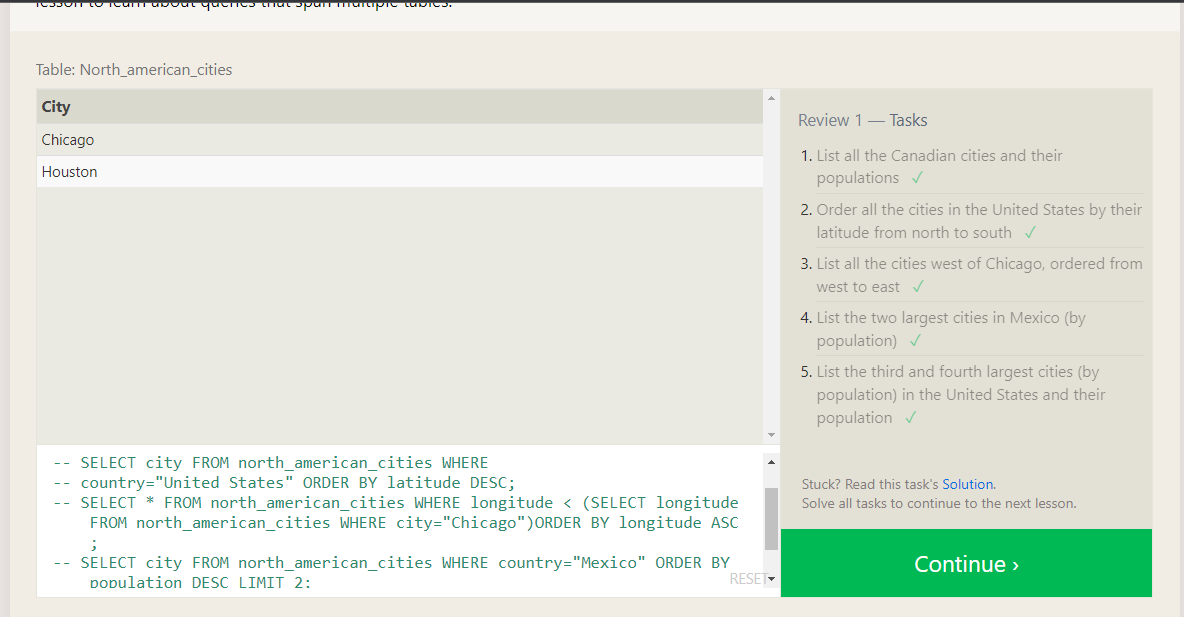 lesson to learn about queries that span multiple tables.
Table: North_american_cities
City
Chicago
Houston
-- SELECT city FROM north_american_cities WHERE
-- country="United States" ORDER BY latitude DESC;
-- SELECT * FROM north_american_cities WHERE longitude < (SELECT longitude
FROM north_american_cities WHERE city="Chicago")ORDER BY longitude ASC
;
-- SELECT city FROM north_american_cities WHERE country="Mexico" ORDER BY
population DESC LIMIT 2;
RESET
Review 1 — Tasks
1. List all the Canadian cities and their
populations ✓
2. Order all the cities in the United States by their
latitude from north to south ✓
3. List all the cities west of Chicago, ordered from
west to east ✓
4. List the two largest cities in Mexico (by
population) ✓
5. List the third and fourth largest cities (by
population) in the United States and their
population ✓
Stuck? Read this task's Solution.
Solve all tasks to continue to the next lesson.
Continue ›